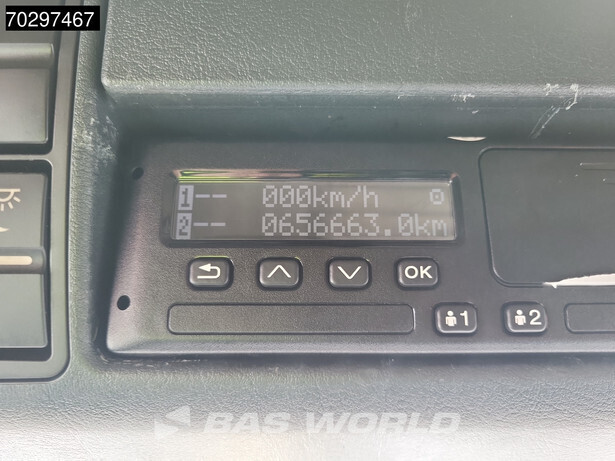 70297467
1-- 000km/h
2-- 0656663.0km
OK
1 2
BAS WORLD